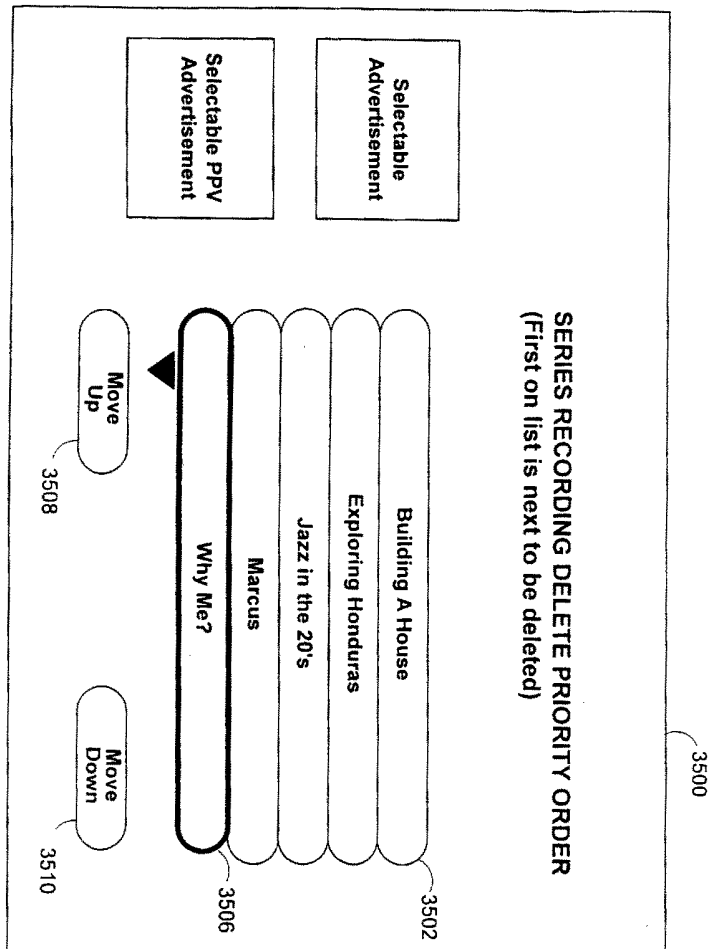 3500
SERIES RECORDING DELETE PRIORITY ORDER
(First on list is next to be deleted)
Selectable
Advertisement
Selectable PPV
Advertisement
Building A House
3502
Exploring Honduras
Jazz in the 20's
Marcus
Why Me?
3506
Move
Up
3508
Move
Down
3510